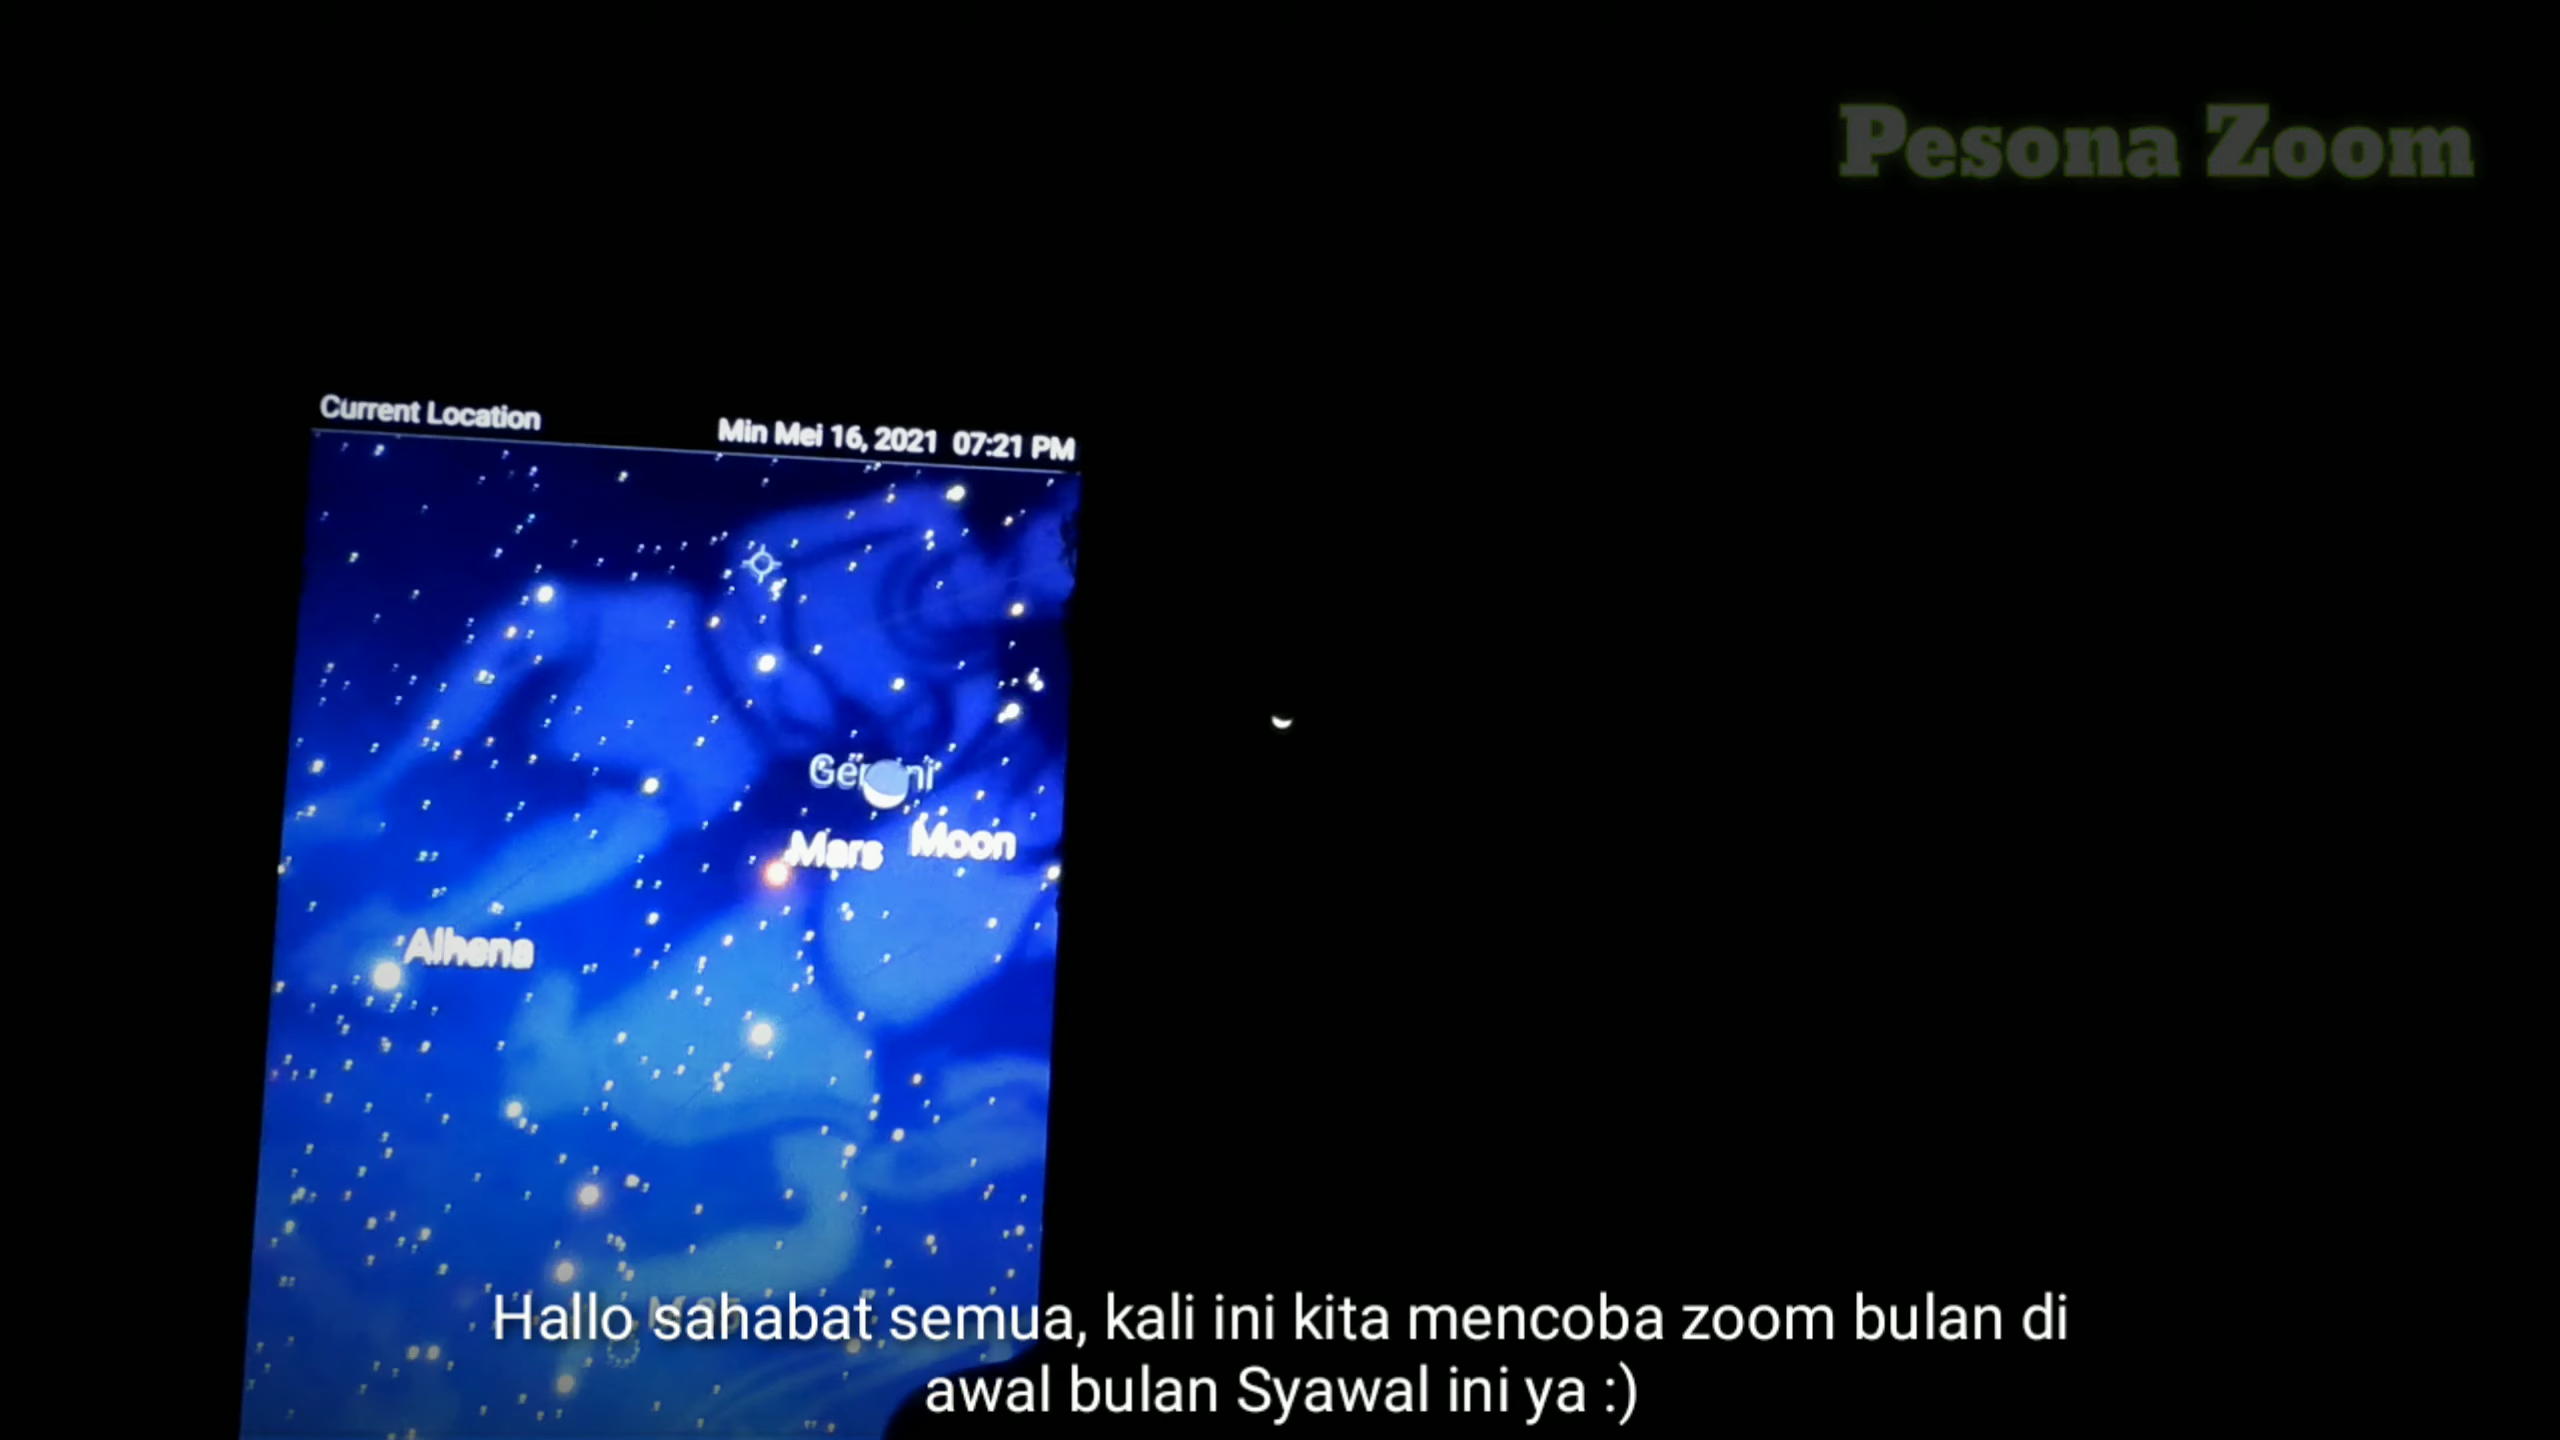 Pesona Zoom
Current Location
Min Mei 16, 2021 07:21 PM
Gemini
Mars
Moon
Alhena
Hallo sahabat semua, kali ini kita mencoba zoom bulan di
awal bulan Syawal ini ya :)